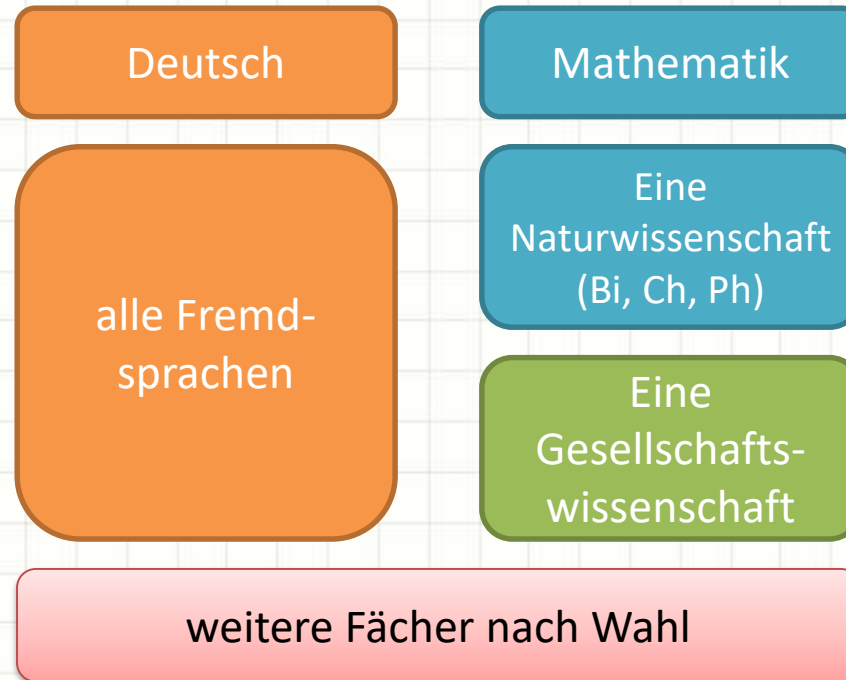 Deutsch
Mathematik
alle Fremd-
sprachen
Eine
Naturwissenschaft
(Bi, Ch, Ph)
Eine
Gesellschafts-
wissenschaft
weitere Fächer nach Wahl